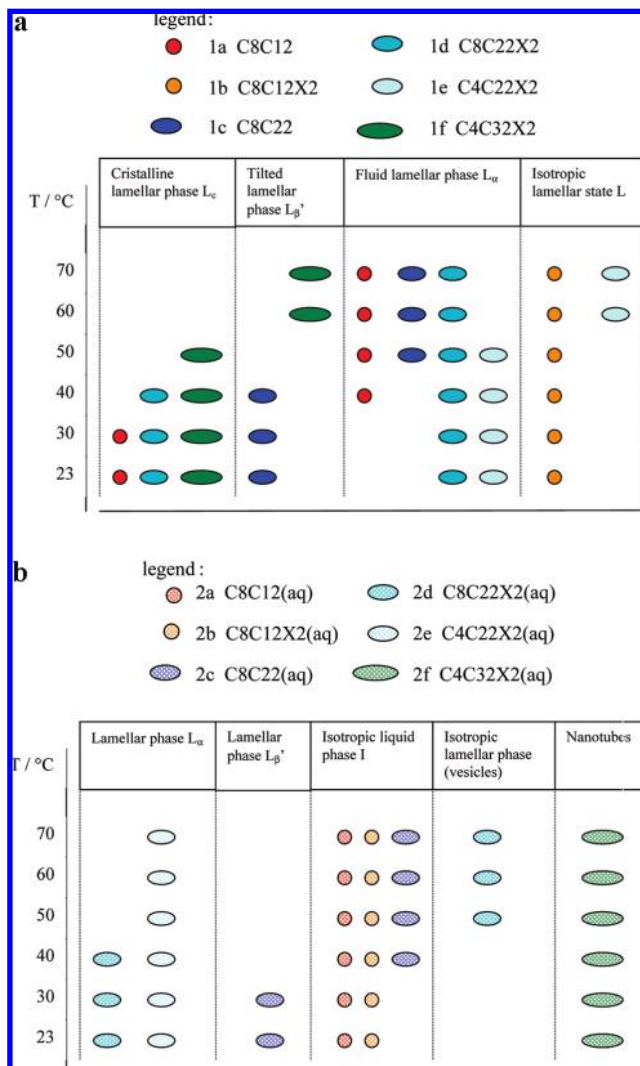 a
legend :
1a C8C12
1d C8C22X2
1b C8C12X2
1e C4C22X2
1c C8C22
1f C4C32X2
T / °C
Cristalline
lamellar phase Lc
Tilted
lamellar
phase Lβ'
Fluid lamellar phase Lα
Isotropic
lamellar state L
70
60
50
40
30
23
b
legend :
2a C8C12(aq)
2d C8C22X2(aq)
2b C8C12X2(aq)
2e C4C22X2(aq)
2c C8C22(aq)
2f C4C32X2(aq)
T / °C
Lamellar phase Lα
Lamellar
phase Lβ'
Isotropic liquid
phase I
Isotropic
lamellar phase
(vesicles)
Nanotubes
70
60
50
40
30
23